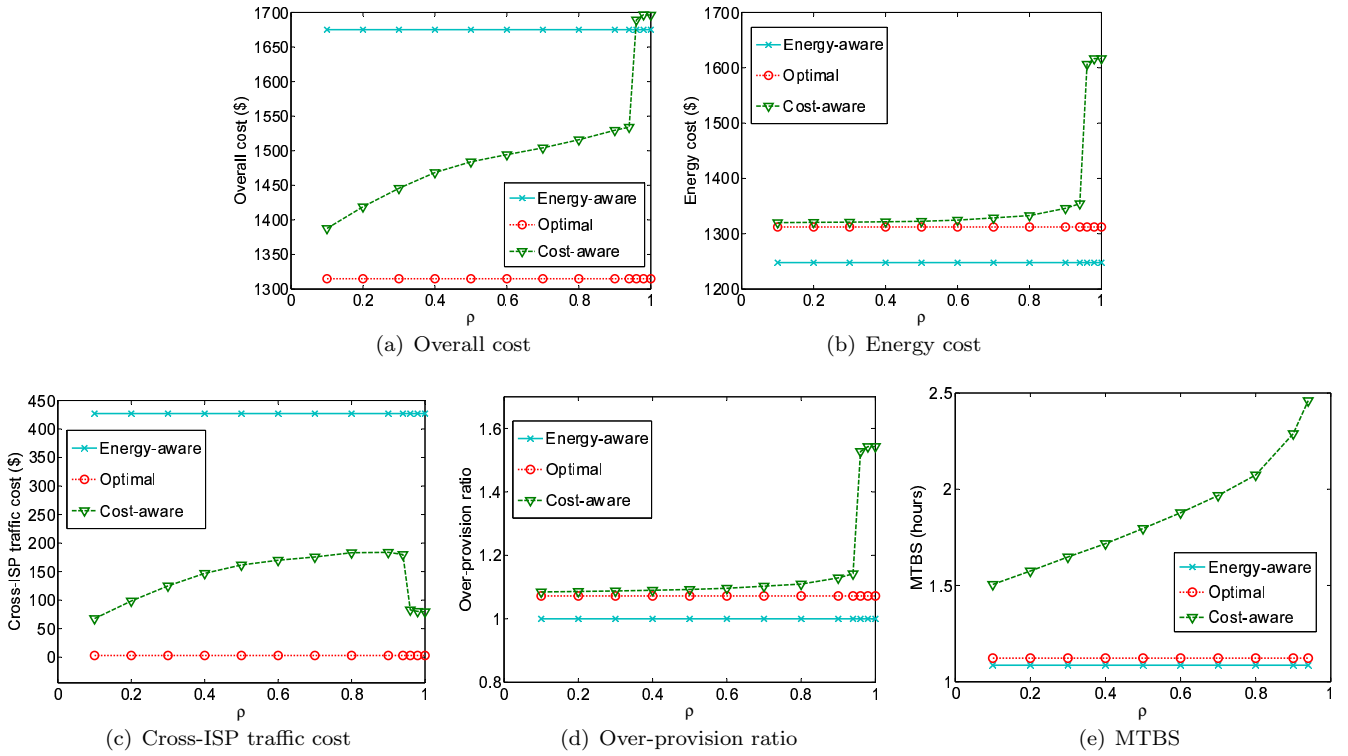 1700
1650
1600
1550
1500
1450
1400
1350
1300
0 0.2 0.4 0.6 0.8 1
Overall cost ($)
ρ
Energy-aware
Optimal
Cost-aware
(a) Overall cost
1700
1600
1500
1400
1300
1200
0 0.2 0.4 0.6 0.8 1
Energy cost ($)
ρ
Energy-aware
Optimal
Cost-aware
(b) Energy cost
450
400
350
300
250
200
150
100
50
0
0 0.2 0.4 0.6 0.8 1
Cross-ISP traffic cost ($)
ρ
Energy-aware
Optimal
Cost-aware
(c) Cross-ISP traffic cost
1.6
1.4
1.2
1
0.8
0 0.2 0.4 0.6 0.8 1
Over-provision ratio
ρ
Energy-aware
Optimal
Cost-aware
(d) Over-provision ratio
2.5
2
1.5
1
0 0.2 0.4 0.6 0.8 1
MTBS (hours)
ρ
Energy-aware
Optimal
Cost-aware
(e) MTBS